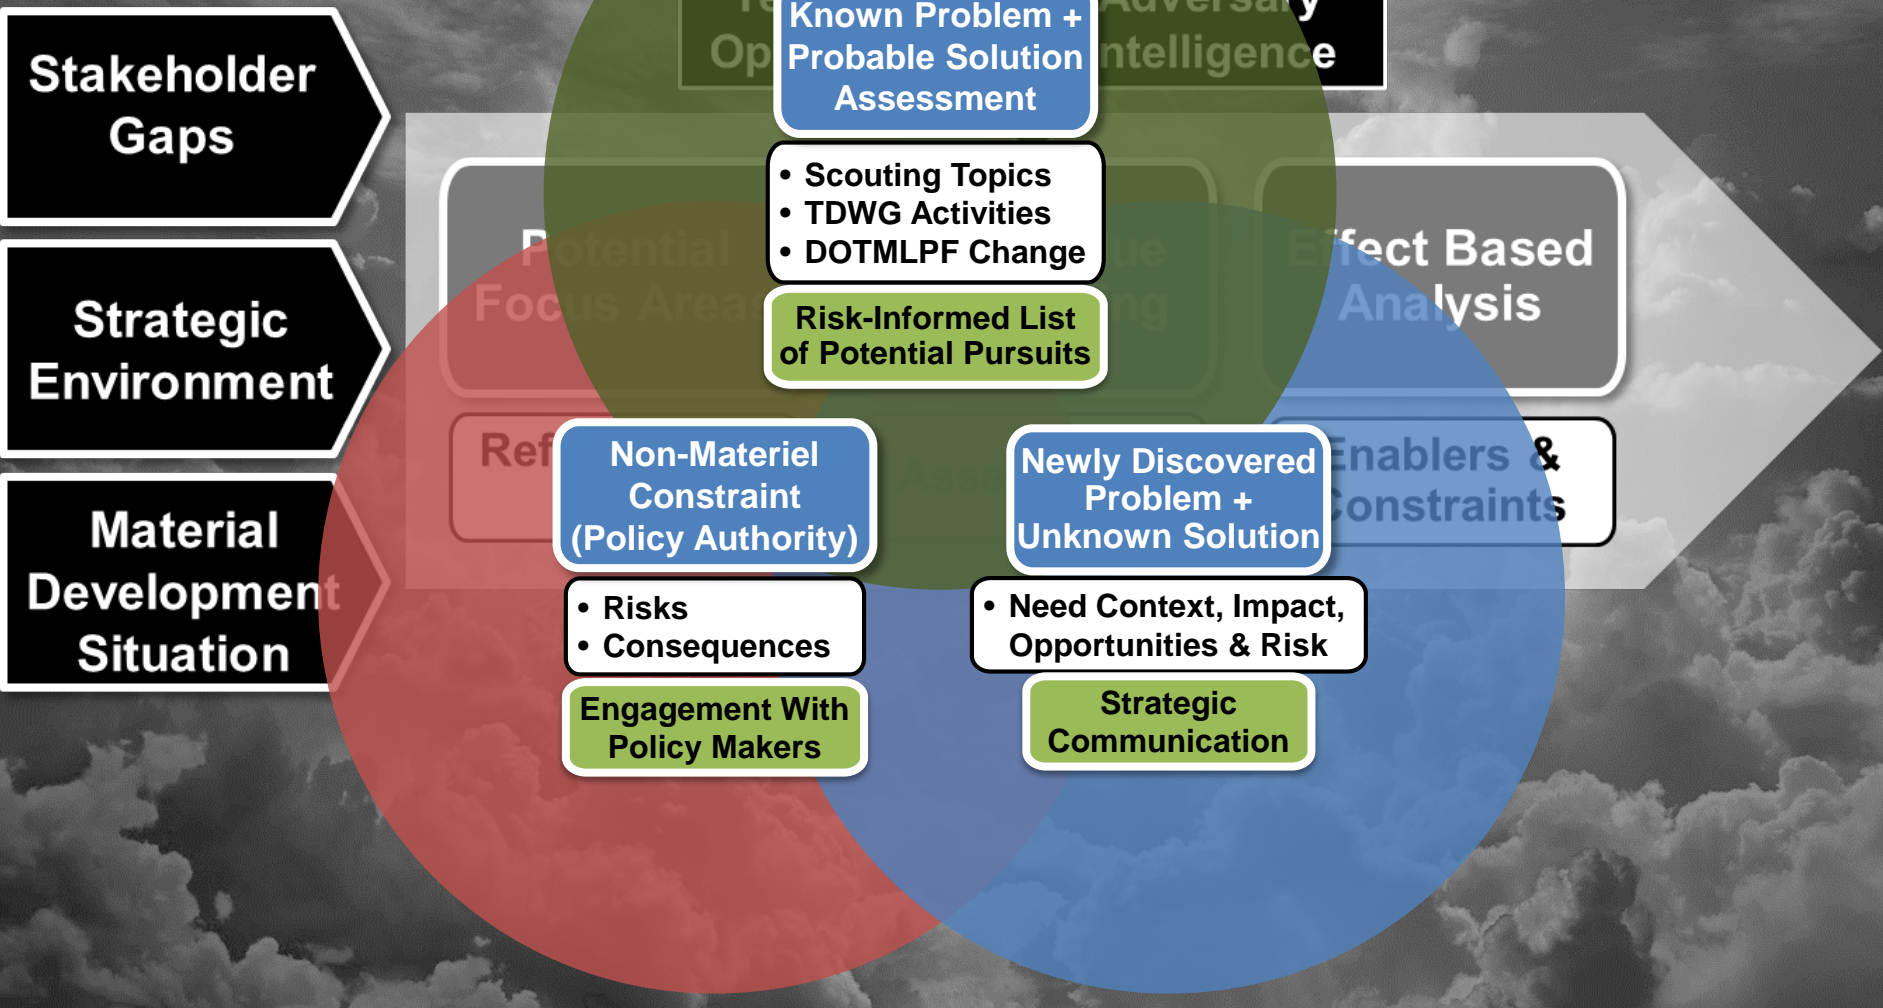 Stakeholder
Gaps
Strategic
Environment
Material
Development
Situation
Adversary
Intelligence
Known Problem +
Probable Solution
Assessment
• Scouting Topics
• TDWG Activities
• DOTMLPF Change
Risk-Informed List
of Potential Pursuits
Potential
Focus Areas
Effect Based
Analysis
Enablers &
Constraints
Non-Materiel
Constraint
(Policy Authority)
• Risks
• Consequences
Engagement With
Policy Makers
Newly Discovered
Problem +
Unknown Solution
• Need Context, Impact,
Opportunities & Risk
Strategic
Communication